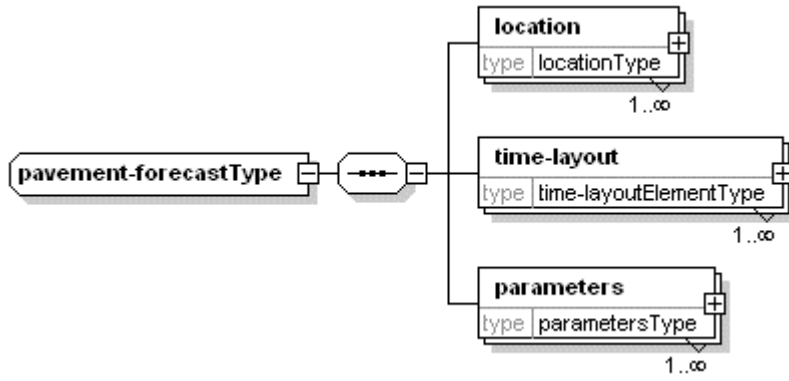 location
type locationType
1..∞
pavement-forecastType
time-layout
type time-layoutElementType
1..∞
parameters
type parametersType
1..∞